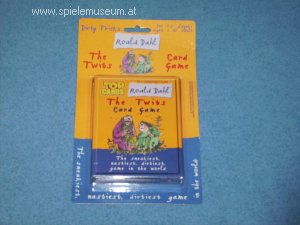 www.spielemuseum.at
Dirty Tricks
Roald Dahl
The Twits
Card Game
TOP CARDS
Roald Dahl
The Twits
Card Game
The sneakiest,
nastiest, dirtiest
game in the world
The sneakiest, nastiest, dirtiest game in the world